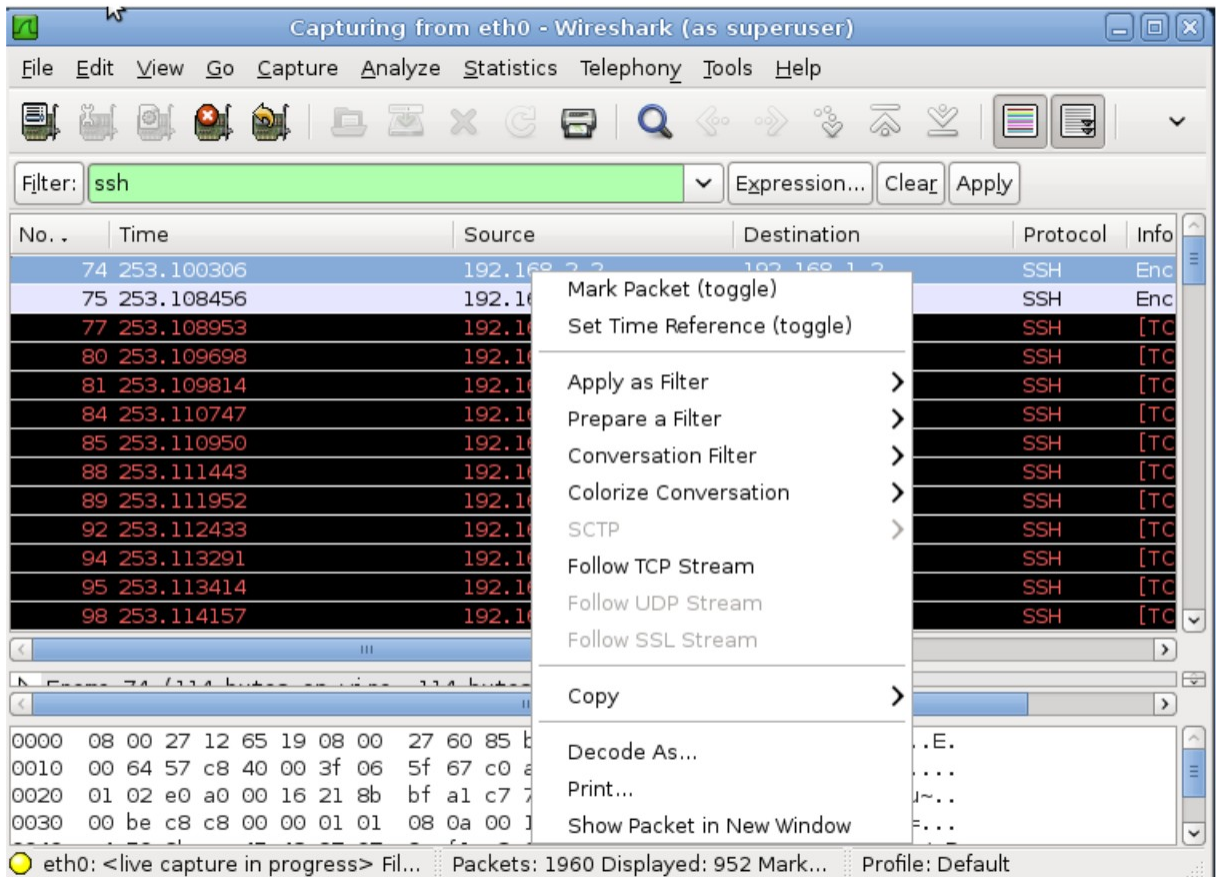 Capturing from eth0 - Wireshark (as superuser)
File Edit View Go Capture Analyze Statistics Telephony Tools Help
Filter: ssh Expression... Clear Apply
No. . Time Source Destination Protocol Info
74 253.100306 192.168.2.2 192.168.1.2 SSH Enc
75 253.108456 192.16 SSH Enc
77 253.108953 192.16 SSH [TC
80 253.109698 192.16 SSH [TC
81 253.109814 192.16 SSH [TC
84 253.110747 192.16 SSH [TC
85 253.110950 192.16 SSH [TC
88 253.111443 192.16 SSH [TC
89 253.111952 192.16 SSH [TC
92 253.112433 192.16 SSH [TC
94 253.113291 192.16 SSH [TC
95 253.113414 192.16 SSH [TC
98 253.114157 192.16 SSH [TC
Mark Packet (toggle)
Set Time Reference (toggle)
Apply as Filter
Prepare a Filter
Conversation Filter
Colorize Conversation
SCTP
Follow TCP Stream
Follow UDP Stream
Follow SSL Stream
Copy
Decode As...
Print...
Show Packet in New Window
0000 08 00 27 12 65 19 08 00 27 60 85 ..E.
0010 00 64 57 c8 40 00 3f 06 5f 67 c0 ....
0020 01 02 e0 a0 00 16 21 8b bf a1 c7 ~..
0030 00 be c8 c8 00 00 01 01 08 0a 00 ...
eth0: <live capture in progress> Fil... Packets: 1960 Displayed: 952 Mark... Profile: Default